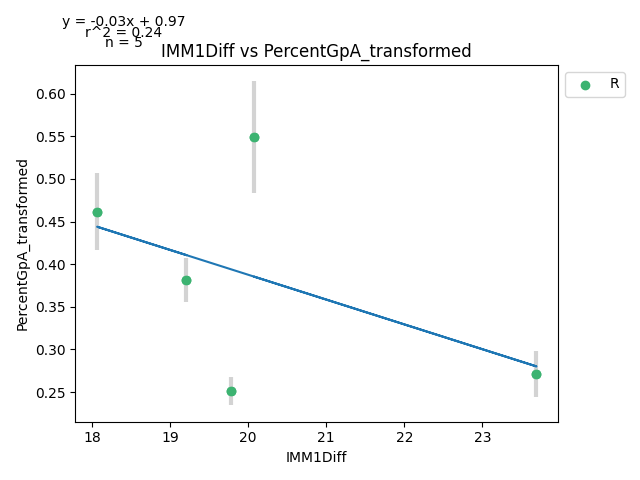 y = -0.03x + 0.97
r^2 = 0.24
n = 5
IMM1Diff vs PercentGpA_transformed
R
PercentGpA_transformed
0.60
0.55
0.50
0.45
0.40
0.35
0.30
0.25
18 19 20 21 22 23
IMM1Diff